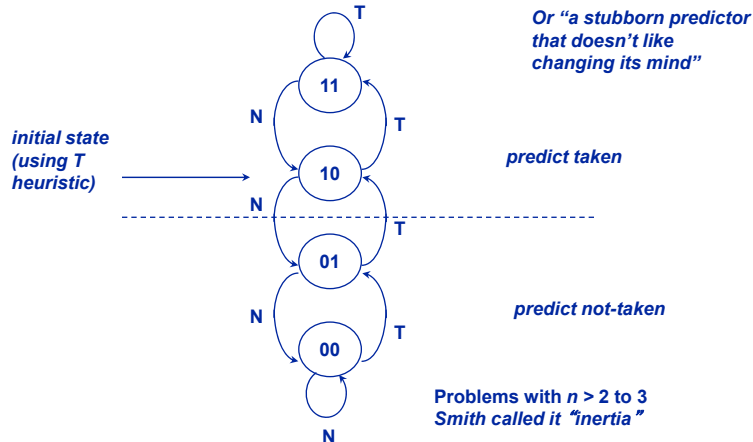 T
Or “a stubborn predictor
that doesn’t like
changing its mind”
11
N
T
initial state
(using T
heuristic)
predict taken
10
N
T
01
N
T
predict not-taken
00
Problems with n > 2 to 3
Smith called it “inertia”
N